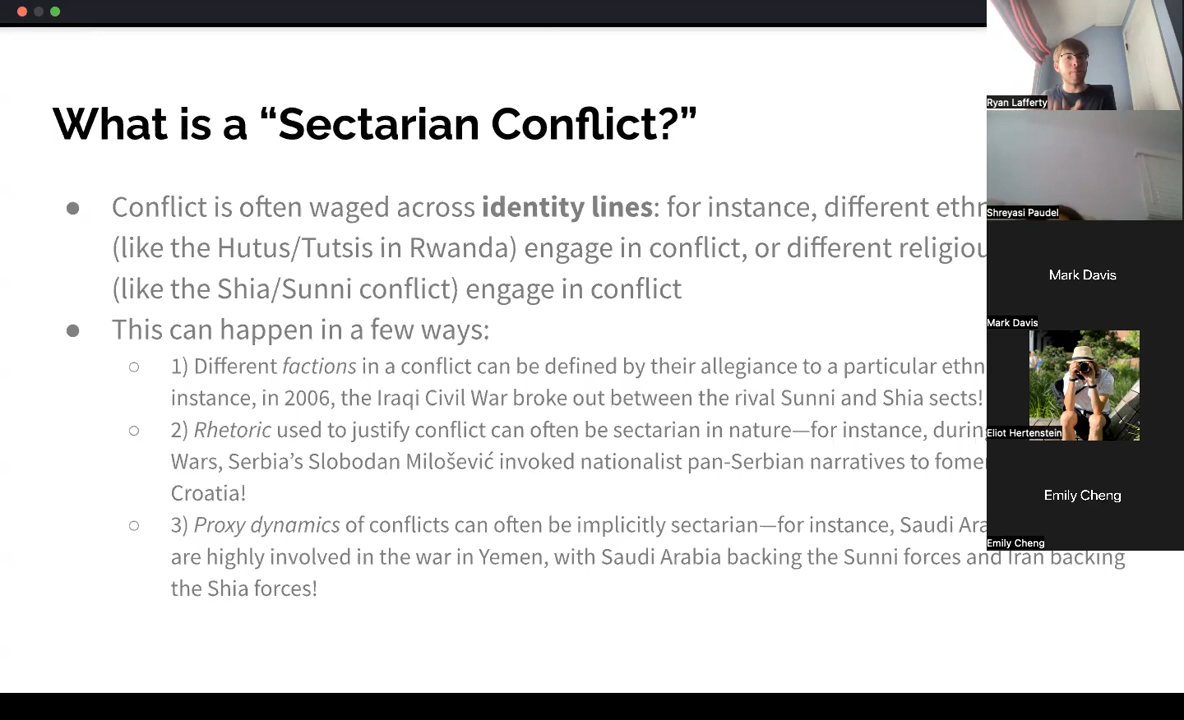 What is a “Sectarian Conflict?”
● Conflict is often waged across identity lines: for instance, different
(like the Hutus/Tutsis in Rwanda) engage in conflict, or different
(like the Shia/Sunni conflict) engage in conflict
● This can happen in a few ways:
○ 1) Different factions in a conflict can be defined by their allegiance to a particular
instance, in 2006, the Iraqi Civil War broke out between the rival Sunni and Shia sects!
○ 2) Rhetoric used to justify conflict can often be sectarian in nature—for instance,
Wars, Serbia’s Slobodan Milošević invoked nationalist pan-Serbian narratives to
Croatia!
○ 3) Proxy dynamics of conflicts can often be implicitly sectarian—for instance, Saudi
are highly involved in the war in Yemen, with Saudi Arabia backing the Sunni forces and Iran backing
the Shia forces!
Ryan Lafferty
Shreyasi Paudel
Mark Davis
Mark Davis
Eliot Hertenstein
Emily Cheng
Emily Cheng